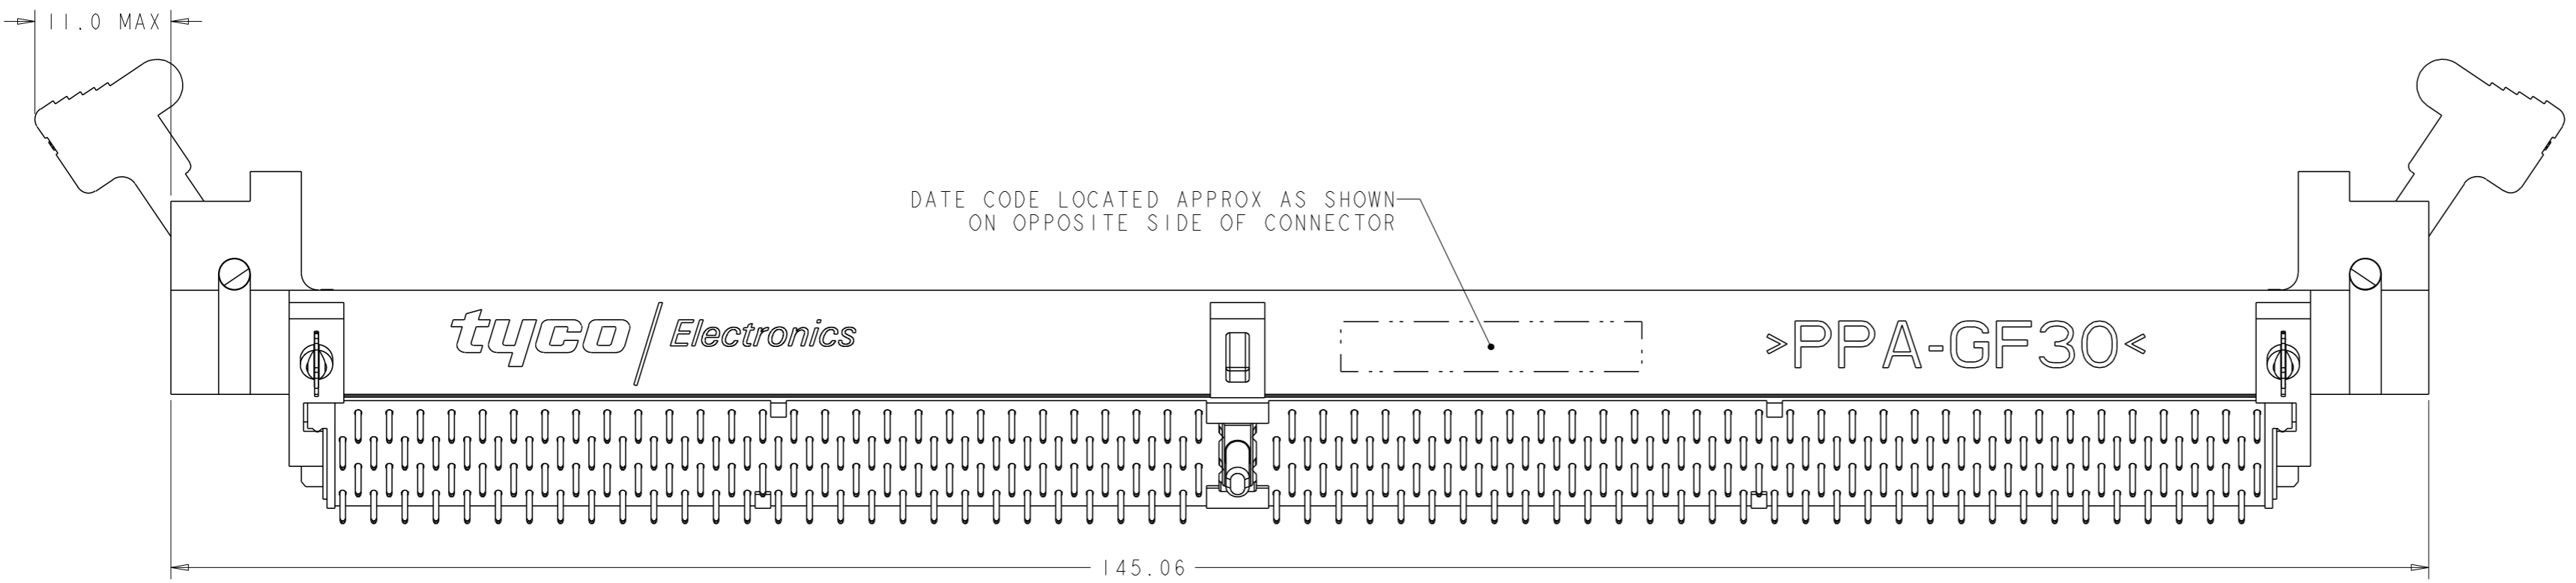 11.0 MAX
DATE CODE LOCATED APPROX AS SHOWN
ON OPPOSITE SIDE OF CONNECTOR
tyco / Electronics
>PPA-GF30<
145.06